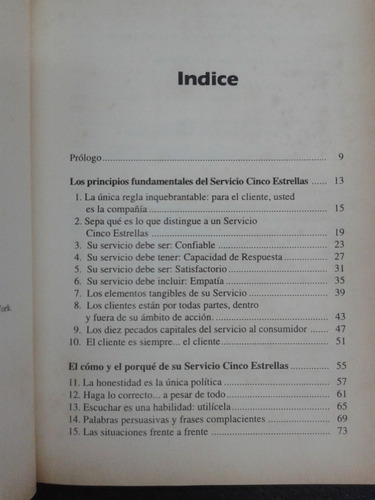 Indice
Prólogo 9
Los principios fundamentales del Servicio Cinco Estrellas ...... 13
1. La única regla inquebrantable: para el cliente, usted
es la compañía 15
2. Sepa qué es lo que distingue a un Servicio
Cinco Estrellas 19
3. Su servicio debe ser: Confiable 23
4. Su servicio debe tener: Capacidad de Respuesta 27
5. Su servicio debe ser: Satisfactorio 31
6. Su servicio debe incluir: Empatía 35
7. Los elementos tangibles de su Servicio 39
8. Los clientes están por todas partes, dentro
y fuera de su ámbito de acción. 43
9. Los diez pecados capitales del servicio al consumidor 47
10. El cliente es siempre... el cliente 51
El cómo y el porqué de su Servicio Cinco Estrellas 55
11. La honestidad es la única política 57
12. Haga lo correcto... a pesar de todo 61
13. Escuchar es una habilidad: utilícela 65
14. Palabras persuasivas y frases complacientes 69
15. Las situaciones frente a frente 73